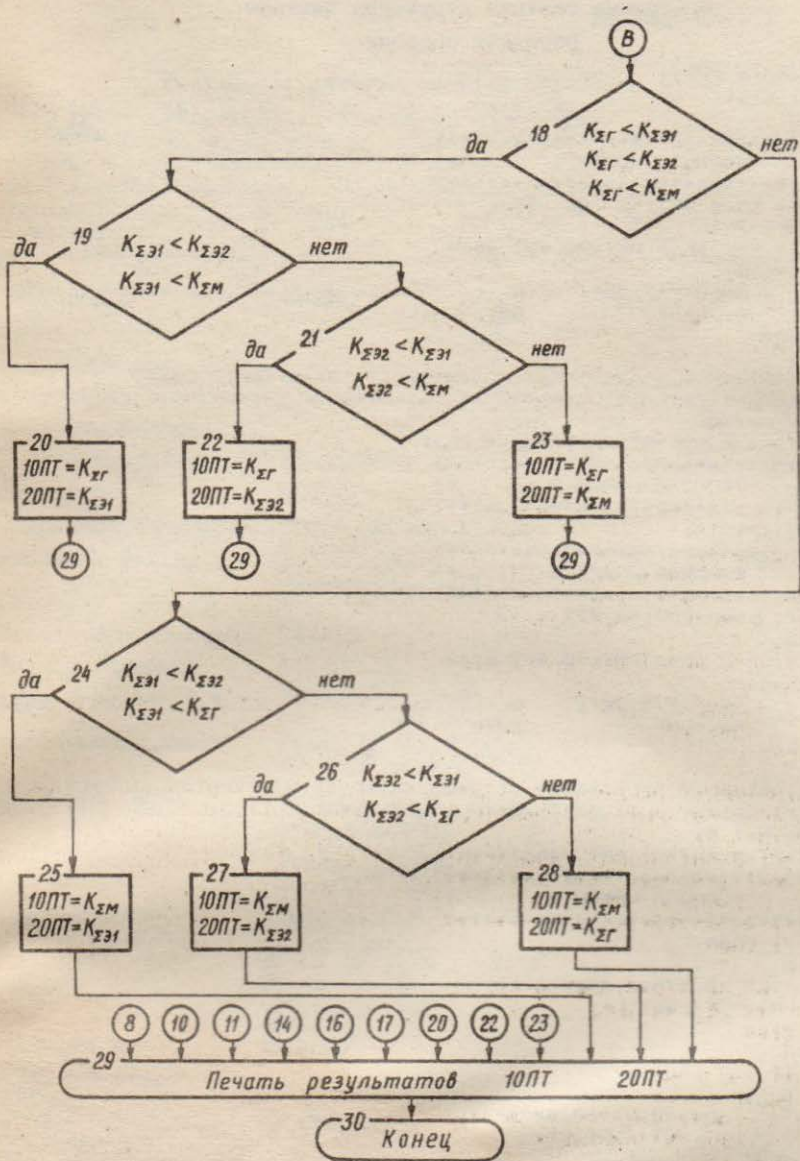 В
18
K_ΣГ < K_ΣЭ1
K_ΣГ < K_ΣЭ2
K_ΣГ < K_ΣМ
да
нет
19
K_ΣЭ1 < K_ΣЭ2
K_ΣЭ1 < K_ΣМ
да
нет
21
K_ΣЭ2 < K_ΣЭ1
K_ΣЭ2 < K_ΣМ
да
нет
20
1ОПТ = K_ΣГ
2ОПТ = K_ΣЭ1
22
1ОПТ = K_ΣГ
2ОПТ = K_ΣЭ2
23
1ОПТ = K_ΣГ
2ОПТ = K_ΣМ
29
29
29
24
K_ΣЭ1 < K_ΣЭ2
K_ΣЭ1 < K_ΣГ
да
нет
26
K_ΣЭ2 < K_ΣЭ1
K_ΣЭ2 < K_ΣГ
да
нет
25
1ОПТ = K_ΣМ
2ОПТ = K_ΣЭ1
27
1ОПТ = K_ΣМ
2ОПТ = K_ΣЭ2
28
1ОПТ = K_ΣМ
2ОПТ = K_ΣГ
8 10 11 14 16 17 20 22 23
29
Печать результатов 1ОПТ 2ОПТ
30
Конец